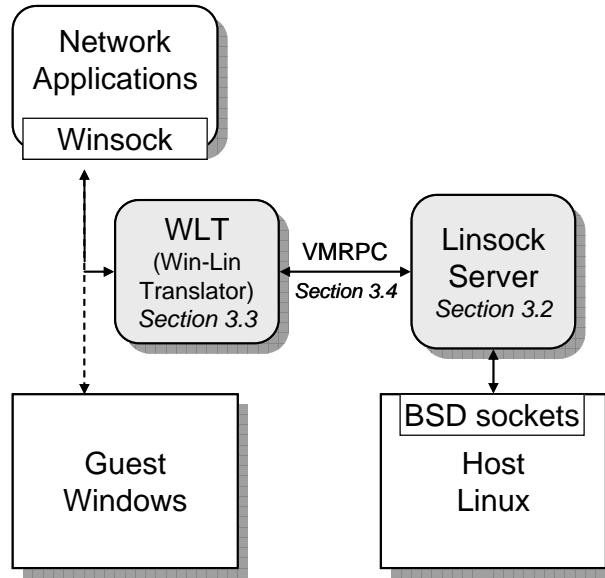 Network
Applications
Winsock
WLT
(Win-Lin
Translator)
Section 3.3
VMRPC
Section 3.4
Linsock
Server
Section 3.2
Guest
Windows
BSD sockets
Host
Linux